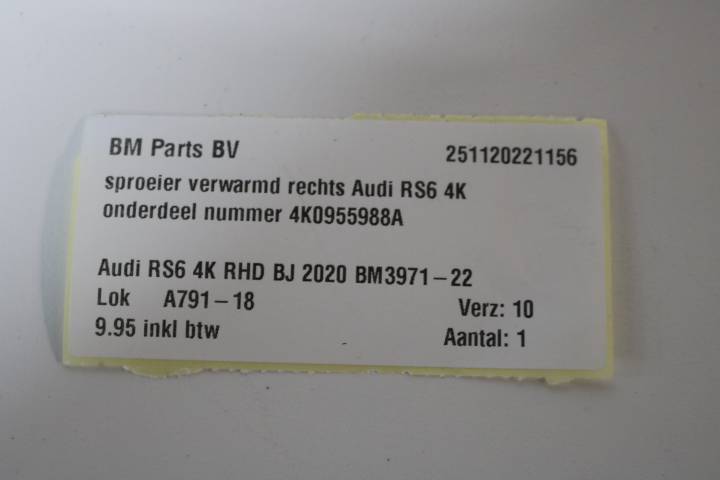 BM Parts BV 251120221156
sproeier verwarmd rechts Audi RS6 4K
onderdeel nummer 4K0955988A
Audi RS6 4K RHD BJ 2020 BM3971-22
Lok A791-18 Verz: 10
9.95 inkl btw Aantal: 1